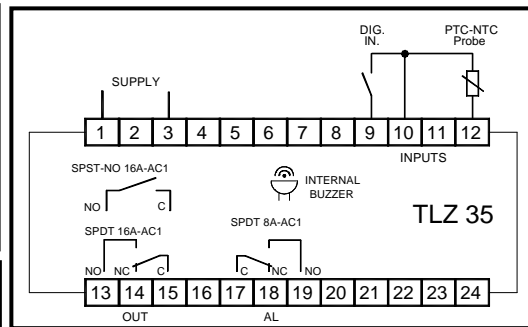 DIG.
IN.
PTC-NTC
Probe
SUPPLY
1 2 3 4 5 6 7 8 9 10 11 12
INPUTS
SPST-NO 16A-AC1
INTERNAL
BUZZER
NO C
TLZ 35
SPDT 16A-AC1
SPDT 8A-AC1
NO NC C C NC NO
13 14 15 16 17 18 19 20 21 22 23 24
OUT AL